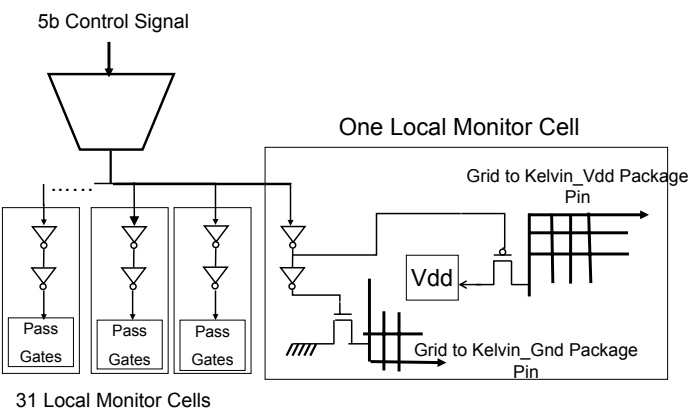 5b Control Signal
One Local Monitor Cell
Grid to Kelvin_Vdd Package
Pin
......
Vdd
Pass
Gates
Pass
Gates
Pass
Gates
Grid to Kelvin_Gnd Package
Pin
31 Local Monitor Cells